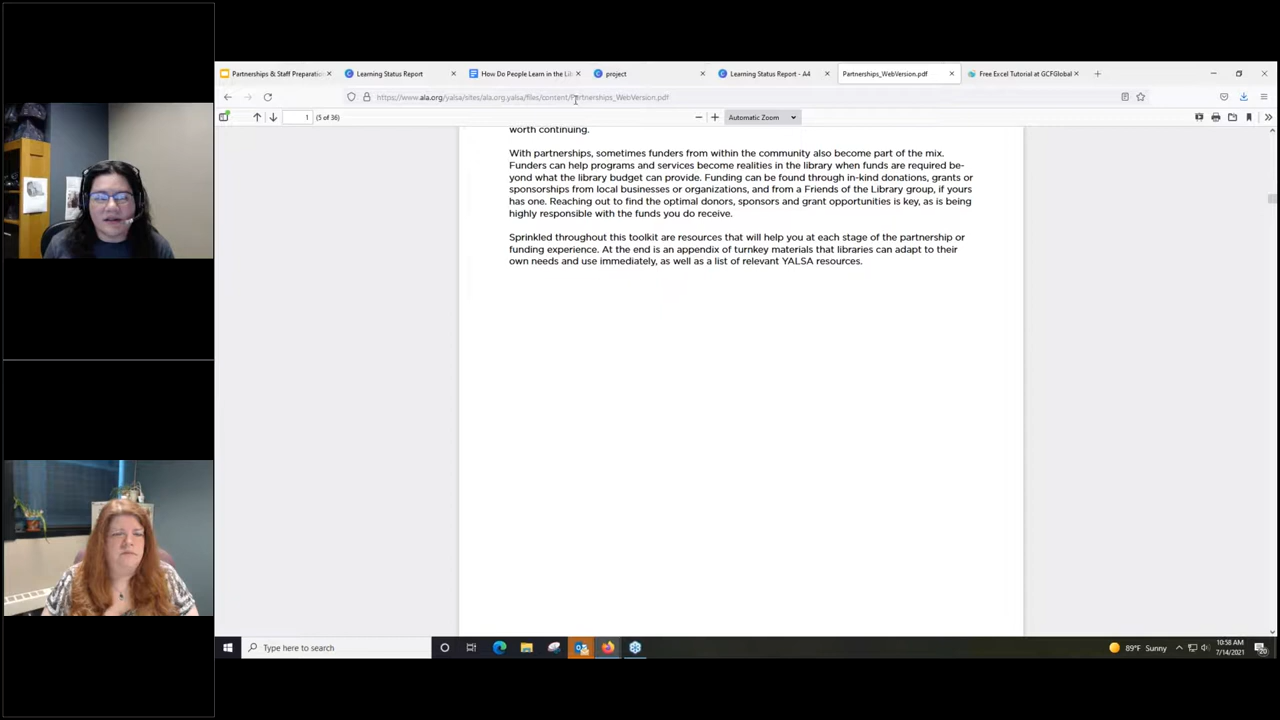 Partnerships & Staff Preparatio
Learning Status Report
How Do People Learn in the Lib
project
Learning Status Report - A4
Partnerships_WebVersion.pdf
Free Excel Tutorial at GCFGlobal
https://www.ala.org/yalsa/sites/ala.org.yalsa/files/content/Partnerships_WebVersion.pdf
1 (5 of 36)
Automatic Zoom
worth continuing.
With partnerships, sometimes funders from within the community also become part of the mix.
Funders can help programs and services become realities in the library when funds are required be-
yond what the library budget can provide. Funding can be found through in-kind donations, grants or
sponsorships from local businesses or organizations, and from a Friends of the Library group, if yours
has one. Reaching out to find the optimal donors, sponsors and grant opportunities is key, as is being
highly responsible with the funds you do receive.
Sprinkled throughout this toolkit are resources that will help you at each stage of the partnership or
funding experience. At the end is an appendix of turnkey materials that libraries can adapt to their
own needs and use immediately, as well as a list of relevant YALSA resources.
Type here to search
89°F Sunny
10:58 AM
7/14/2021
20